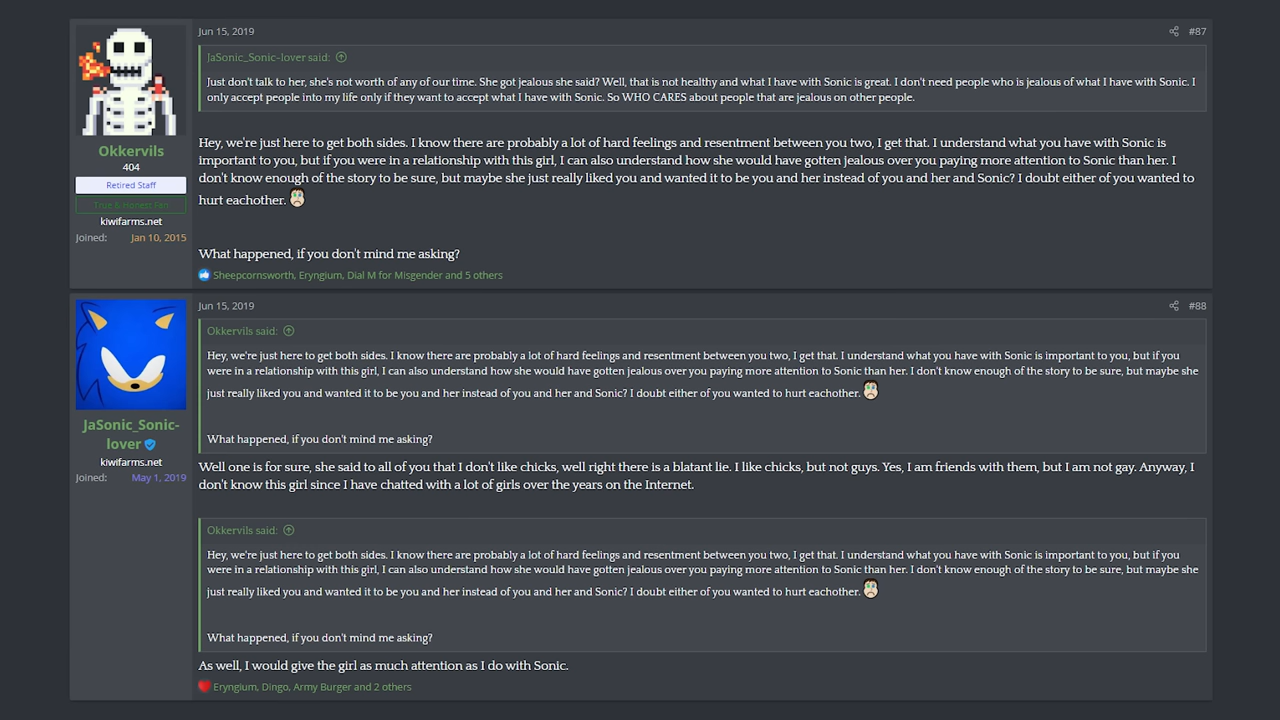 Jun 15, 2019
#87
JaSonic_Sonic-lover said:
Just don't talk to her, she's not worth of any of our time. She got jealous, she said? Well, that is not healthy and what I have with Sonic is great. I don't need people who is jealous of what I have with Sonic. I
only accept people into my life only if they want to accept what I have with Sonic. So WHO CARES about people that are jealous on other people.
Okkervils
404
Retired Staff
True & Honest Fan
kiwifarms.net
Joined: Jan 10, 2015
Hey, we're just here to get both sides. I know there are probably a lot of hard feelings and resentment between you two, I get that. I understand what you have with Sonic is
important to you, but if you were in a relationship with this girl, I can also understand how she would have gotten jealous over you paying more attention to Sonic than her. I
don't know enough of the story to be sure, but maybe she just really liked you and wanted it to be you and her instead of you and her and Sonic? I doubt either of you wanted to
hurt eachother.
What happened, if you don't mind me asking?
Sheepcornsworth, Eryngium, Dial M for Misgender and 5 others
Jun 15, 2019
#88
JaSonic_Sonic-
lover
kiwifarms.net
Joined: May 1, 2019
Okkervils said:
Hey, we're just here to get both sides. I know there are probably a lot of hard feelings and resentment between you two, I get that. I understand what you have with Sonic is important to you, but if you
were in a relationship with this girl, I can also understand how she would have gotten jealous over you paying more attention to Sonic than her. I don't know enough of the story to be sure, but maybe she
just really liked you and wanted it to be you and her instead of you and her and Sonic? I doubt either of you wanted to hurt eachother.
What happened, if you don't mind me asking?
Well one is for sure, she said to all of you that I don't like chicks, well right there is a blatant lie. I like chicks, but not guys: Yes, I am friends with them, but I am not gay. Anyway, I
don't know this girl since I have chatted with a lot of girls over the years on the Internet.
Okkervils said:
Hey, we're just here to get both sides. I know there are probably a lot of hard feelings and resentment between you two, I get that. I understand what you have with Sonic is important to you, but if you
were in a relationship with this girl, I can also understand how she would have gotten jealous over you paying more attention to Sonic than her. I don't know enough of the story to be sure, but maybe she
just really liked you and wanted it to be you and her instead of you and her and Sonic? I doubt either of you wanted to hurt eachother.
What happened, if you don't mind me asking?
As well, I would give the girl as much attention as I do with Sonic.
Eryngium, Dingo, Army Burger and 2 others